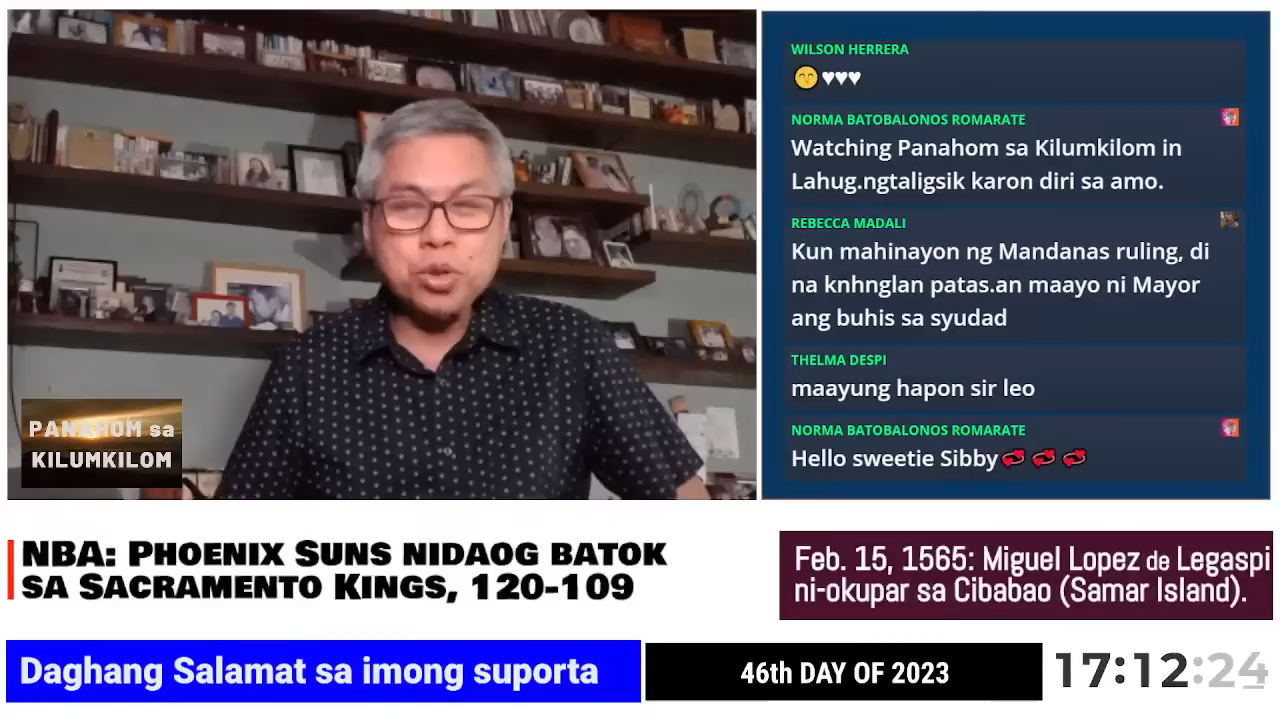 WILSON HERRERA
😙♥♥♥
NORMA BATOBALONOS ROMARATE
Watching Panahom sa Kilumkilom in
Lahug.ngtaligsik karon diri sa amo.
REBECCA MADALI
Kun mahinayon ng Mandanas ruling, di
na knhnglan patas.an maayo ni Mayor
ang buhis sa syudad
THELMA DESPI
maayung hapon sir leo
NORMA BATOBALONOS ROMARATE
Hello sweetie Sibby💞💞💞
PANAHOM sa
KILUMKILOM
NBA: PHOENIX SUNS NIDAOG BATOK
SA SACRAMENTO KINGS, 120-109
Feb. 15, 1565: Miguel Lopez de Legaspi
ni-okupar sa Cibabao (Samar Island).
Daghang Salamat sa imong suporta
46th DAY OF 2023
17:12:24